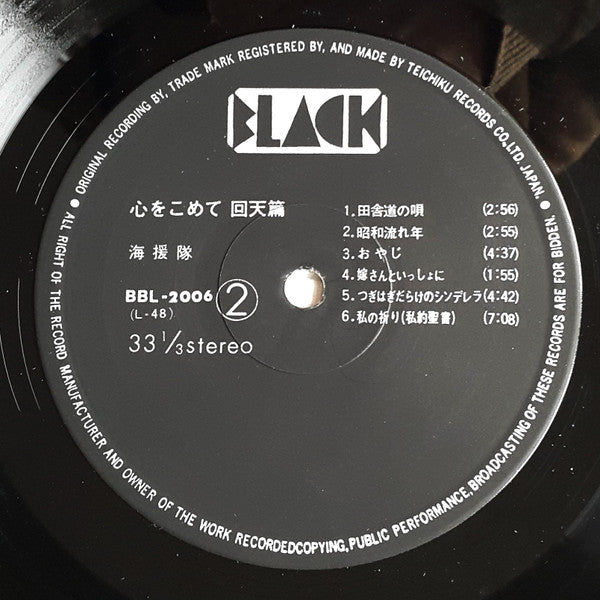 ● ORIGINAL RECORDING BY, TRADE MARK REGISTERED BY, AND MADE BY TEICHIKU RECORDS CO., LTD. JAPAN.
● ALL RIGHT OF THE RECORD MANUFACTURER AND OWNER OF THE WORK RECORDEDCOPYING, PUBLIC PERFORMANCE, BROADCASTING OF THESE RECORDS ARE FOR BIDDEN.
BLACK
心をこめて 回天篇
海援隊
BBL-2006 ②
(L-48)
33 1/3 stereo
1.田舎道の唄 (2:56)
2.昭和流れ年 (2:55)
3.おやじ (4:37)
4.嫁さんといっしょに (1:55)
5.つぎはぎだらけのシンデレラ(4:42)
6.私の祈り(私的聖書) (7:08)